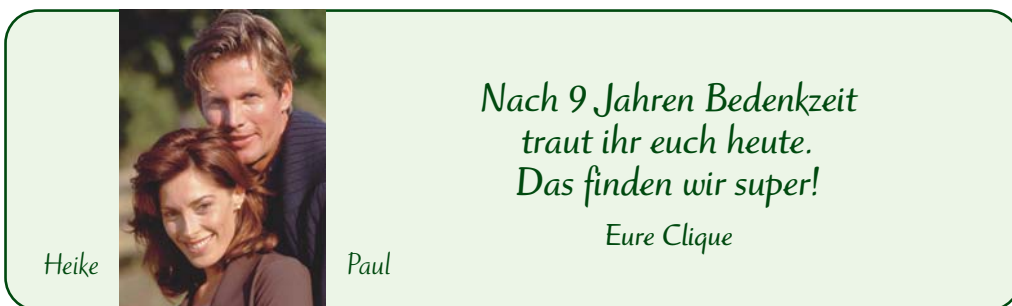 Nach 9 Jahren Bedenkzeit
traut ihr euch heute.
Das finden wir super!
Eure Clique
Heike
Paul